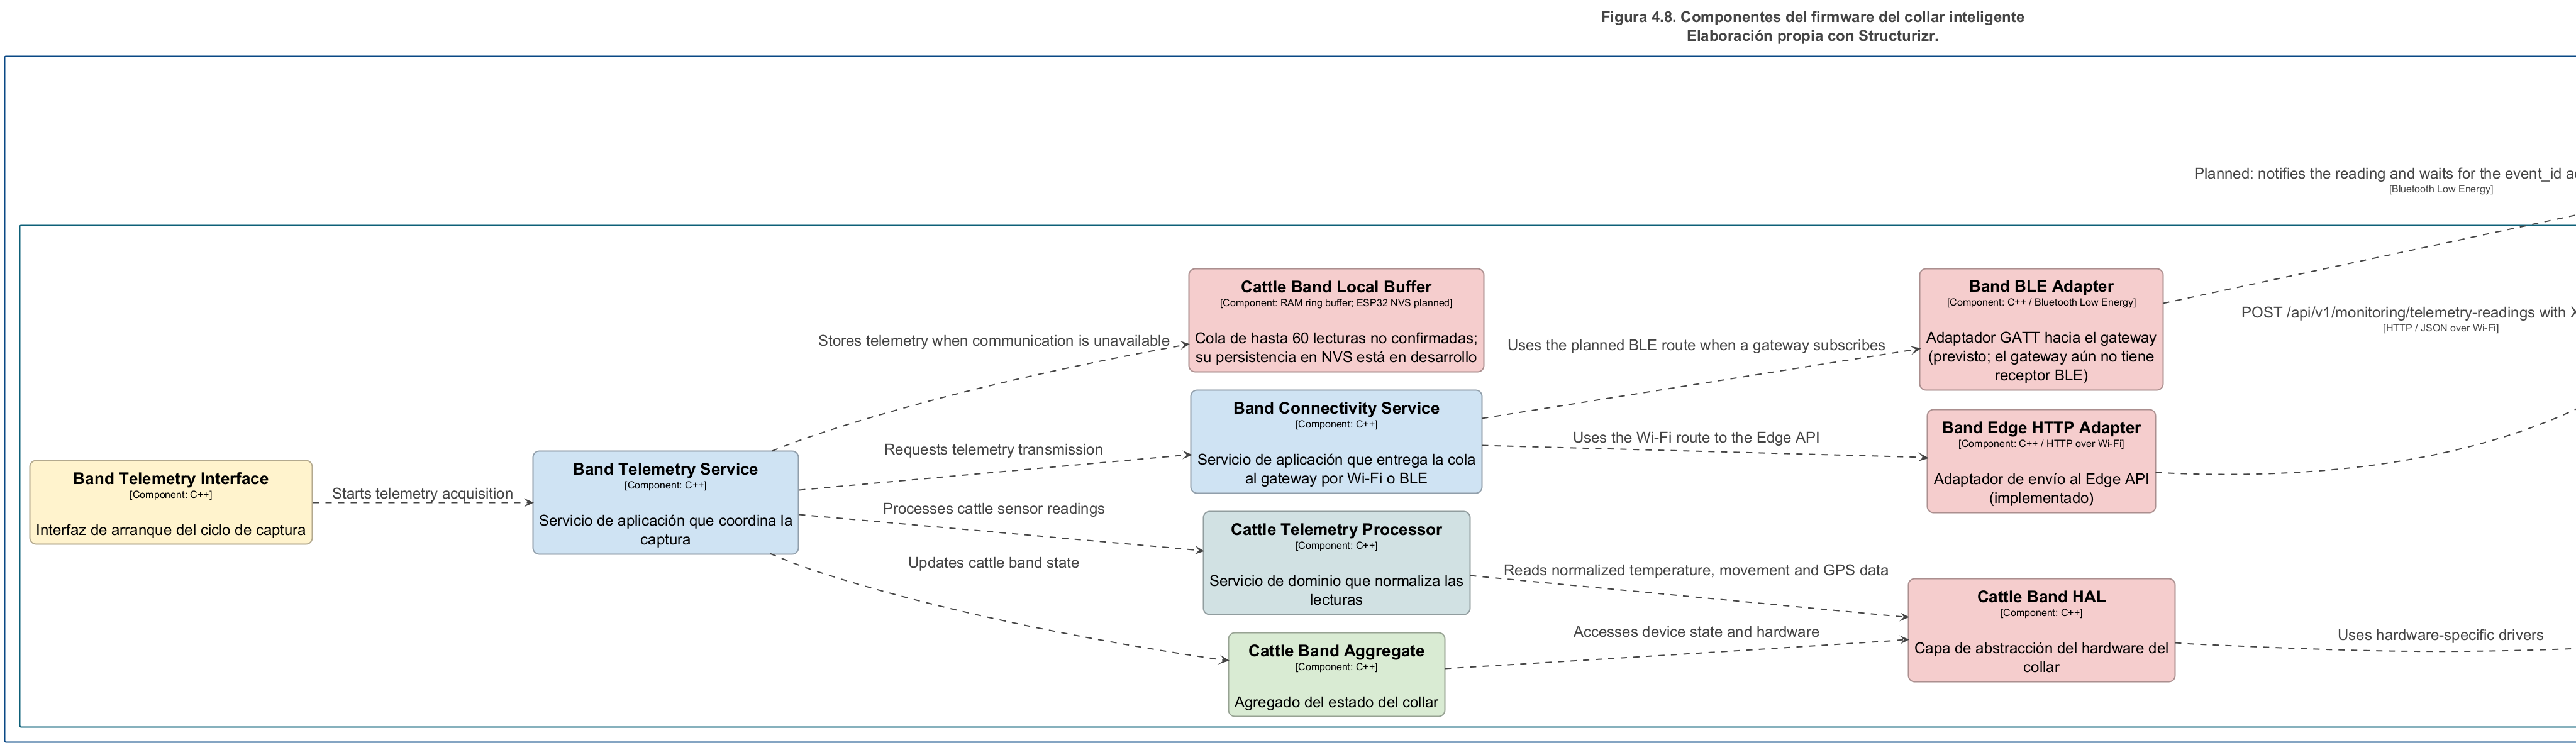 Figura 4.8. Componentes del firmware del collar inteligente
Elaboración propia con Structurizr.
Planned: notifies the reading and waits for the event_id
[Bluetooth Low Energy]
POST /api/v1/monitoring/telemetry-readings with
[HTTP / JSON over Wi-Fi]
Band Telemetry Interface
[Component: C++]
Interfaz de arranque del ciclo de captura
Starts telemetry acquisition
Band Telemetry Service
[Component: C++]
Servicio de aplicación que coordina la
captura
Stores telemetry when communication is unavailable
Requests telemetry transmission
Processes cattle sensor readings
Updates cattle band state
Cattle Band Local Buffer
[Component: RAM ring buffer; ESP32 NVS planned]
Cola de hasta 60 lecturas no confirmadas;
su persistencia en NVS está en desarrollo
Band Connectivity Service
[Component: C++]
Servicio de aplicación que entrega la cola
al gateway por Wi-Fi o BLE
Cattle Telemetry Processor
[Component: C++]
Servicio de dominio que normaliza las
lecturas
Cattle Band Aggregate
[Component: C++]
Agregado del estado del collar
Uses the planned BLE route when a gateway subscribes
Uses the Wi-Fi route to the Edge API
Reads normalized temperature, movement and GPS data
Accesses device state and hardware
Band BLE Adapter
[Component: C++ / Bluetooth Low Energy]
Adaptador GATT hacia el gateway
(previsto; el gateway aún no tiene
receptor BLE)
Band Edge HTTP Adapter
[Component: C++ / HTTP over Wi-Fi]
Adaptador de envío al Edge API
(implementado)
Cattle Band HAL
[Component: C++]
Capa de abstracción del hardware del
collar
Uses hardware-specific drivers